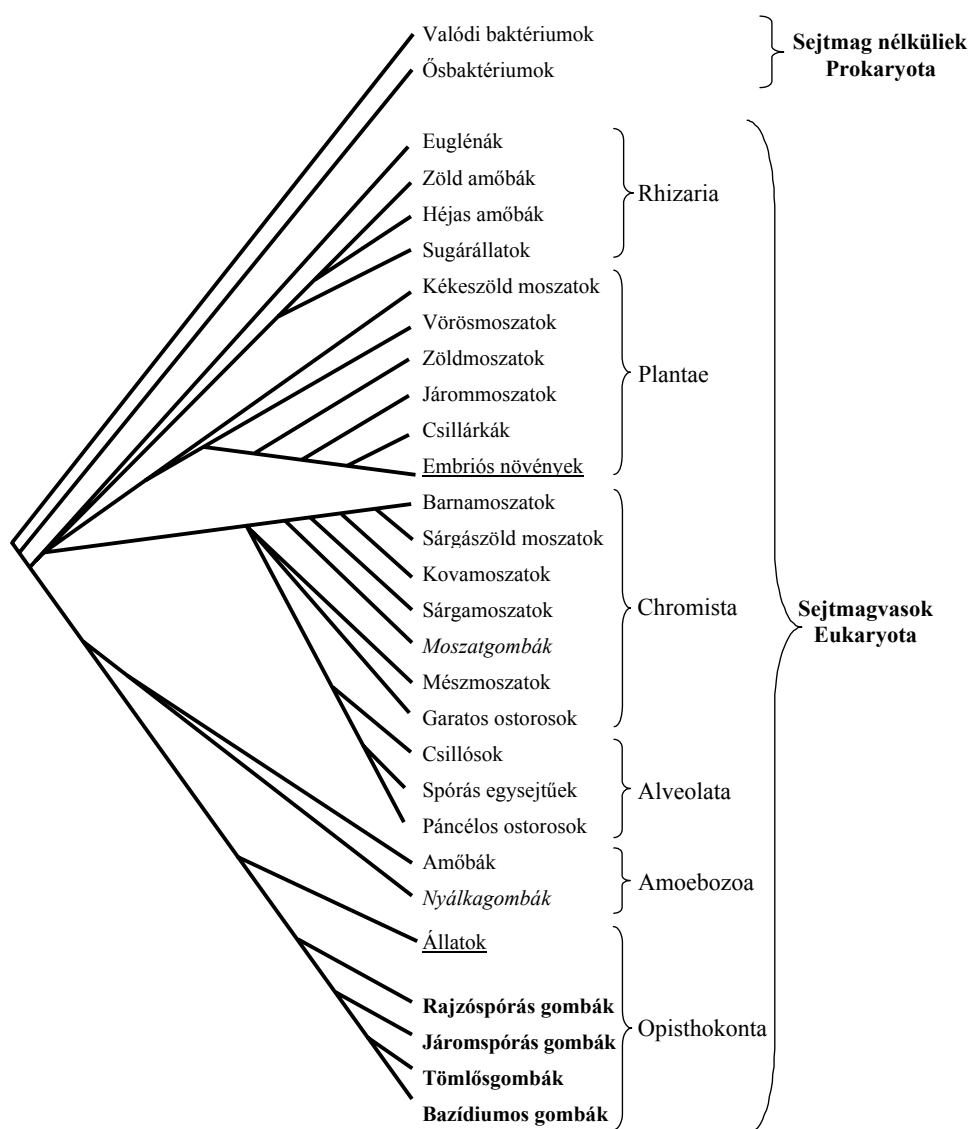 Valódi baktériumok
Ősbaktériumok
Sejtmag nélküliek
Prokaryota
Euglénák
Zöld amőbák
Héjas amőbák
Sugárállatok
Rhizaria
Kékeszöld moszatok
Vörösmoszatok
Zöldmoszatok
Járommoszatok
Csillárkák
Embriós növények
Plantae
Barnamoszatok
Sárgászöld moszatok
Kovamoszatok
Sárgamoszatok
Moszatgombák
Mészmoszatok
Garatos ostorosok
Chromista
Csillósok
Spórás egysejtűek
Páncélos ostorosok
Alveolata
Amőbák
Nyálkagombák
Amoebozoa
Állatok
Rajzóspórás gombák
Járomspórás gombák
Tömlősgombák
Bazídiumos gombák
Opisthokonta
Sejtmagvasok
Eukaryota